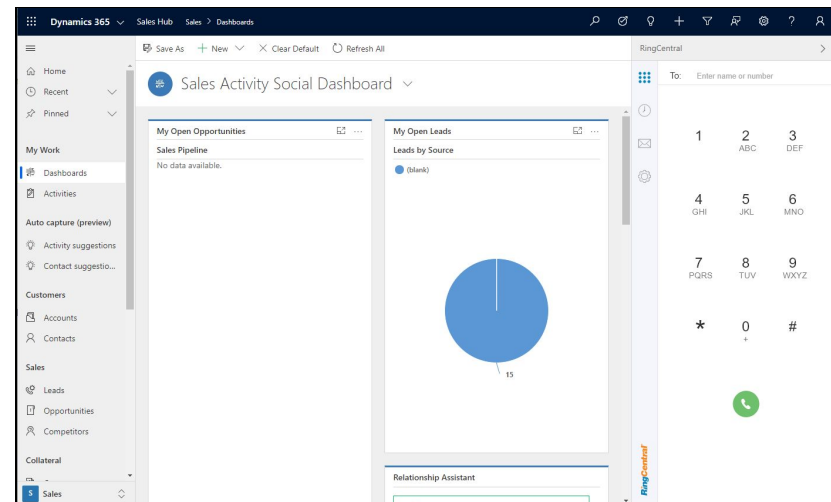 Dynamics 365
Sales Hub
Sales > Dashboards
Save As
New
Clear Default
Refresh All
Home
Recent
Pinned
My Work
Dashboards
Activities
Auto capture (preview)
Activity suggestions
Contact suggestio...
Customers
Accounts
Contacts
Sales
Leads
Opportunities
Competitors
Collateral
S Sales
Sales Activity Social Dashboard
My Open Opportunities
Sales Pipeline
No data available.
My Open Leads
Leads by Source
(blank)
15
Relationship Assistant
RingCentral
To: Enter name or number
1 2 3
ABC DEF
4 5 6
GHI JKL MNO
7 8 9
PQRS TUV WXYZ
* 0 #
+
RingCentral